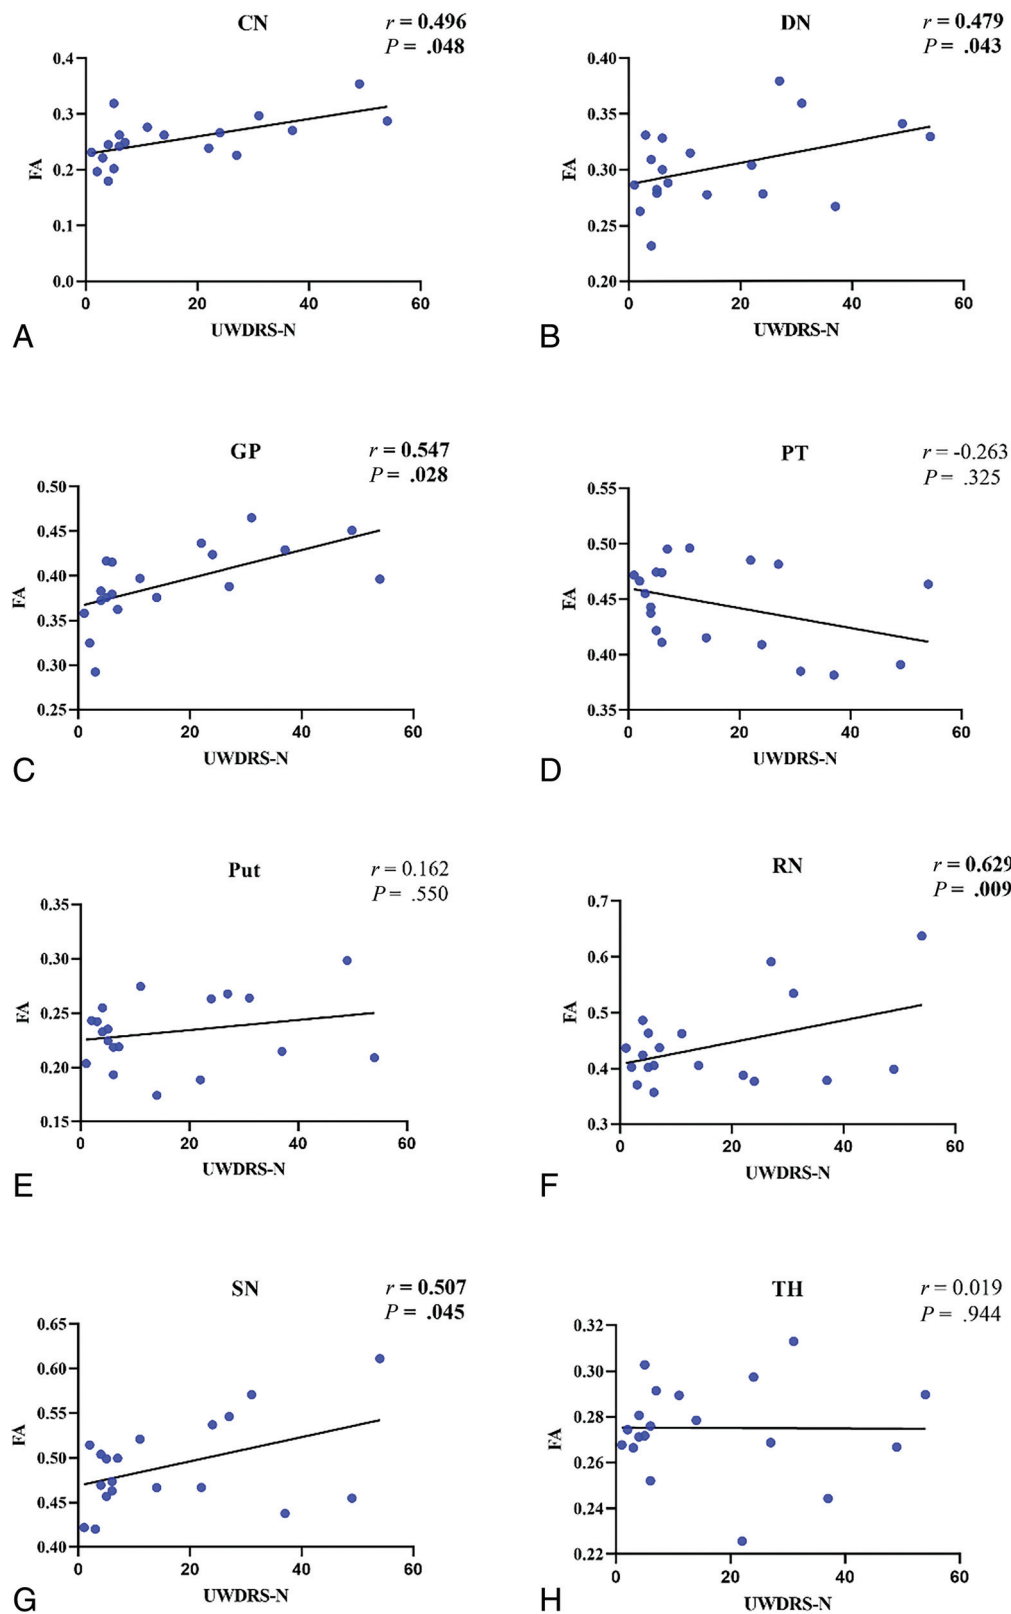 CN
r = 0.496
P = .048
0.4
0.3
0.2
0.1
0.0
FA
0 20 40 60
UWDRS-N
A
DN
r = 0.479
P = .043
0.40
0.35
0.30
0.25
0.20
FA
0 20 40 60
UWDRS-N
B
GP
r = 0.547
P = .028
0.50
0.45
0.40
0.35
0.30
0.25
FA
0 20 40 60
UWDRS-N
C
PT
r = -0.263
P = .325
0.55
0.50
0.45
0.40
0.35
FA
0 20 40 60
UWDRS-N
D
Put
r = 0.162
P = .550
0.35
0.30
0.25
0.20
0.15
FA
0 20 40 60
UWDRS-N
E
RN
r = 0.629
P = .009
0.7
0.6
0.5
0.4
0.3
FA
0 20 40 60
UWDRS-N
F
SN
r = 0.507
P = .045
0.65
0.60
0.55
0.50
0.45
0.40
FA
0 20 40 60
UWDRS-N
G
TH
r = 0.019
P = .944
0.32
0.30
0.28
0.26
0.24
0.22
FA
0 20 40 60
UWDRS-N
H